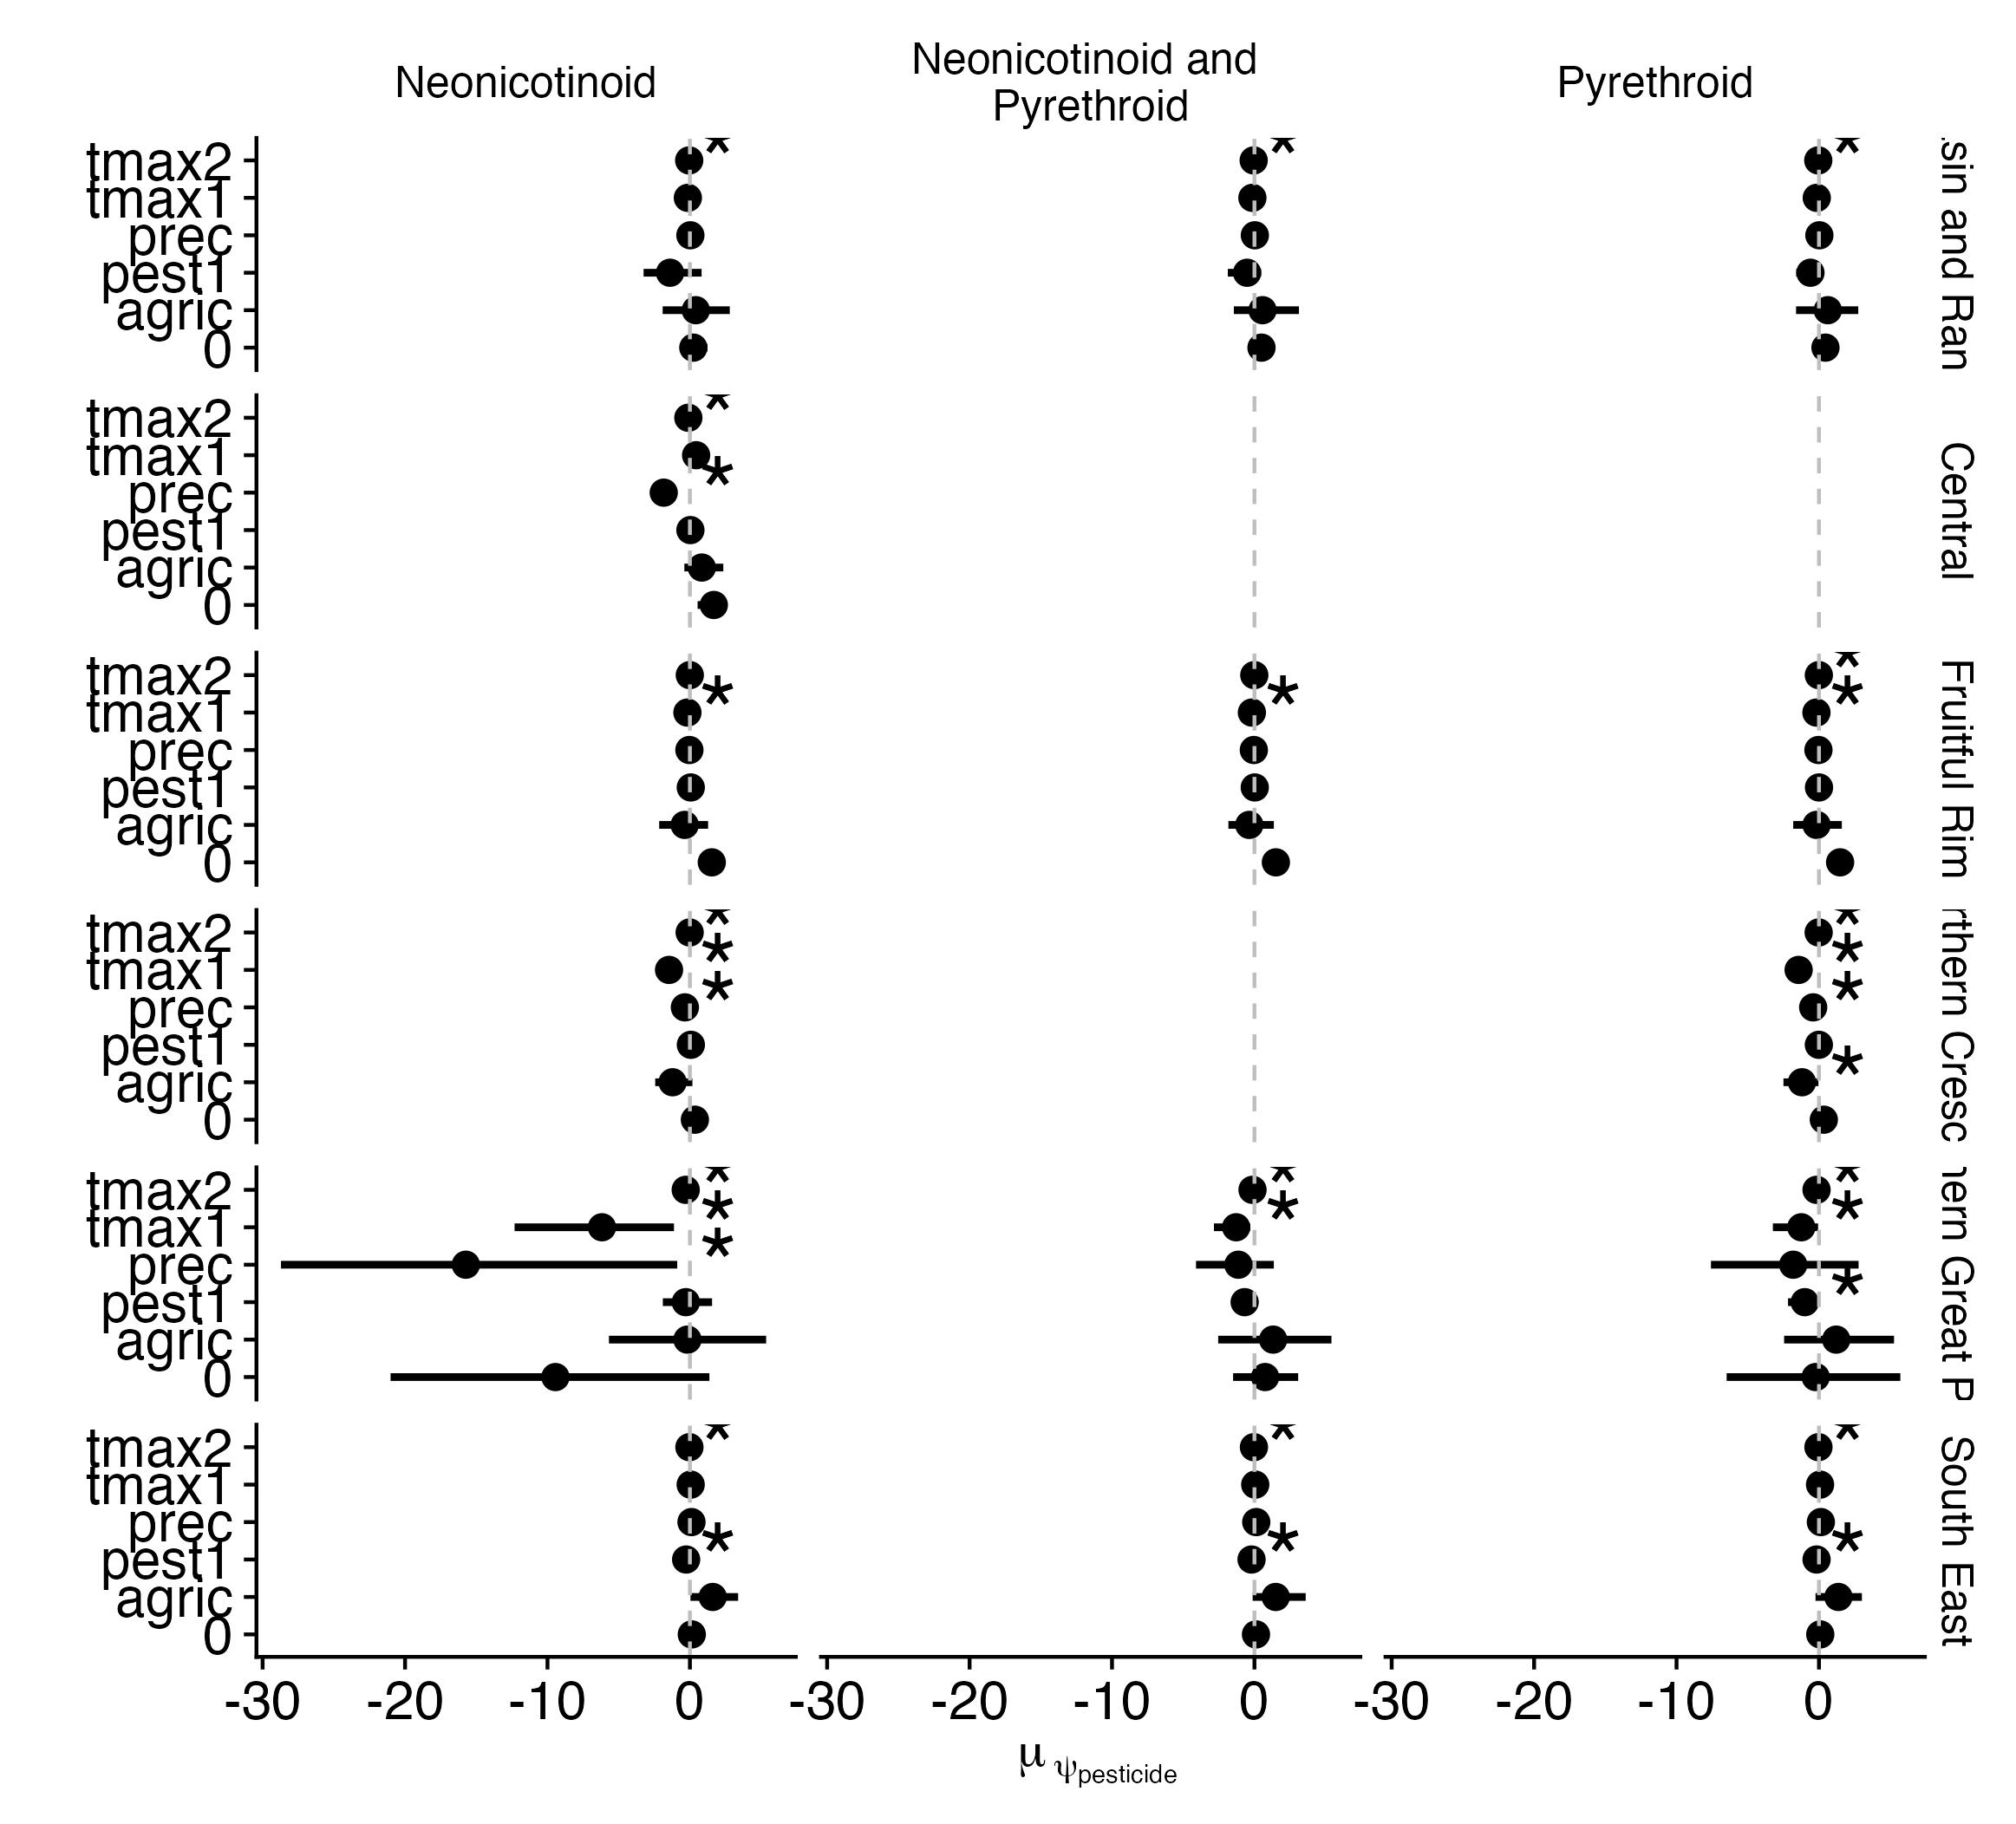 Neonicotinoid
Neonicotinoid and
Pyrethroid
Pyrethroid
tmax2 * * *
tmax1
prec
pest1
agric
0
sin and Ran
tmax2 *
tmax1
prec *
pest1
agric
0
Central
tmax2 *
tmax1 * * *
prec
pest1
agric
0
Fruitful Rim
tmax2 * *
tmax1 * *
prec * *
pest1
agric *
0
rthern Cresc
tmax2 * * *
tmax1 * * *
prec *
pest1 *
agric
0
ern Great P
tmax2 * * *
tmax1
prec
pest1 * * *
agric
0
South East
-30 -20 -10 0 -30 -20 -10 0 -30 -20 -10 0
μ ψpesticide